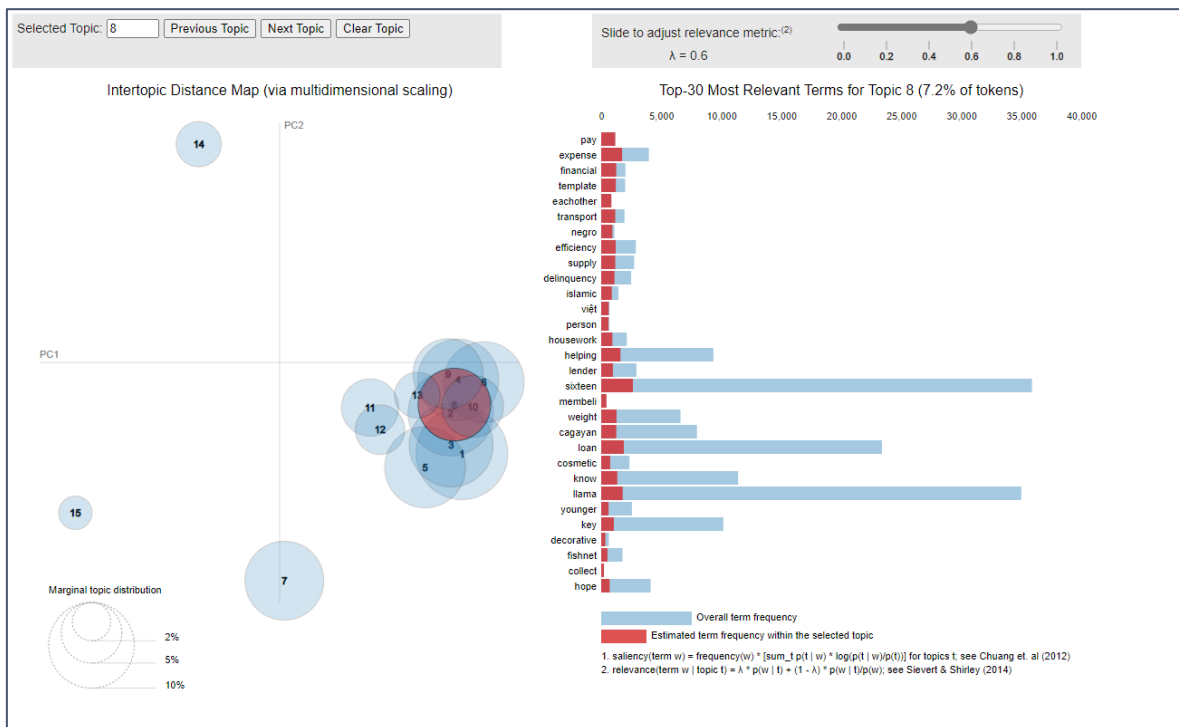 Selected Topic: 8 Previous Topic Next Topic Clear Topic
Slide to adjust relevance metric:(2)
λ = 0.6
0.0 0.2 0.4 0.6 0.8 1.0
Intertopic Distance Map (via multidimensional scaling)
PC2
PC1
14
9
4
6
13
8
10
11
2
12
3
1
5
15
7
Marginal topic distribution
2%
5%
10%
Top-30 Most Relevant Terms for Topic 8 (7.2% of tokens)
0 5,000 10,000 15,000 20,000 25,000 30,000 35,000 40,000
pay
expense
financial
template
eachother
transport
negro
efficiency
supply
delinquency
islamic
việt
person
housework
helping
lender
sixteen
membeli
weight
cagayan
loan
cosmetic
know
llama
younger
key
decorative
fishnet
collect
hope
Overall term frequency
Estimated term frequency within the selected topic
1. saliency(term w) = frequency(w) * [sum_t p(t | w) * log(p(t | w)/p(t))] for topics t; see Chuang et. al (2012)
2. relevance(term w | topic t) = λ * p(w | t) + (1 - λ) * p(w | t)/p(w); see Sievert & Shirley (2014)